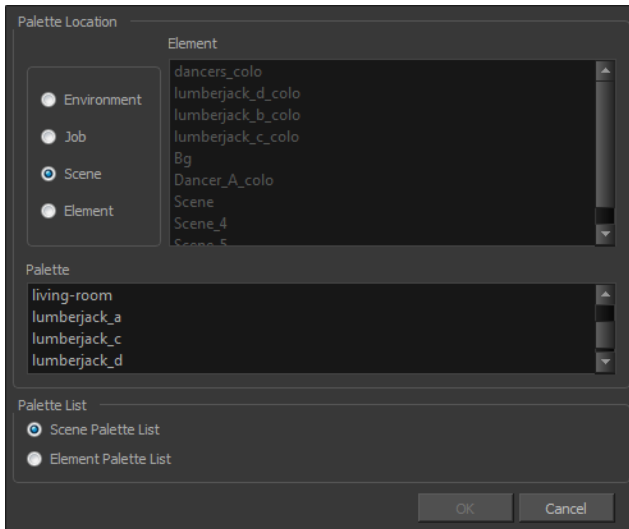 Palette Location
Element
Environment
Job
Scene
Element
dancers_colo
lumberjack_d_colo
lumberjack_b_colo
lumberjack_c_colo
Bg
Dancer_A_colo
Scene
Scene_4
Scene_5
Palette
living-room
lumberjack_a
lumberjack_c
lumberjack_d
Palette List
Scene Palette List
Element Palette List
OK
Cancel